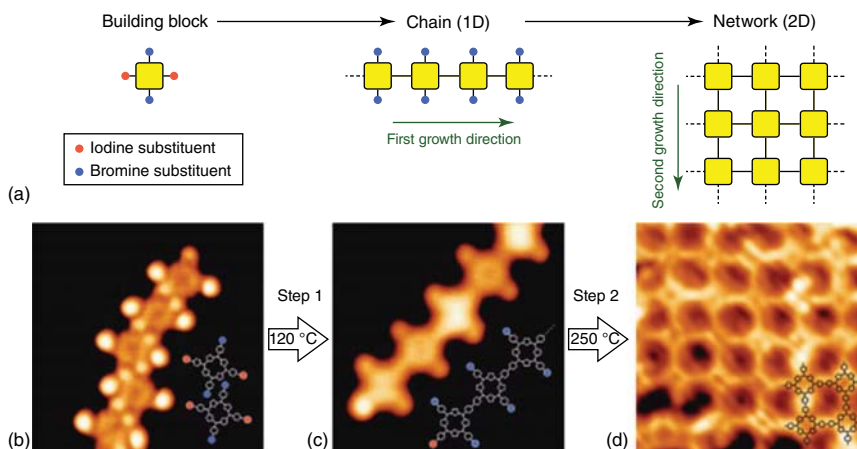 Building block
Chain (1D)
Network (2D)
First growth direction
Second growth direction
Iodine substituent
Bromine substituent
(a)
Step 1
120 °C
Step 2
250 °C
(b)
(c)
(d)